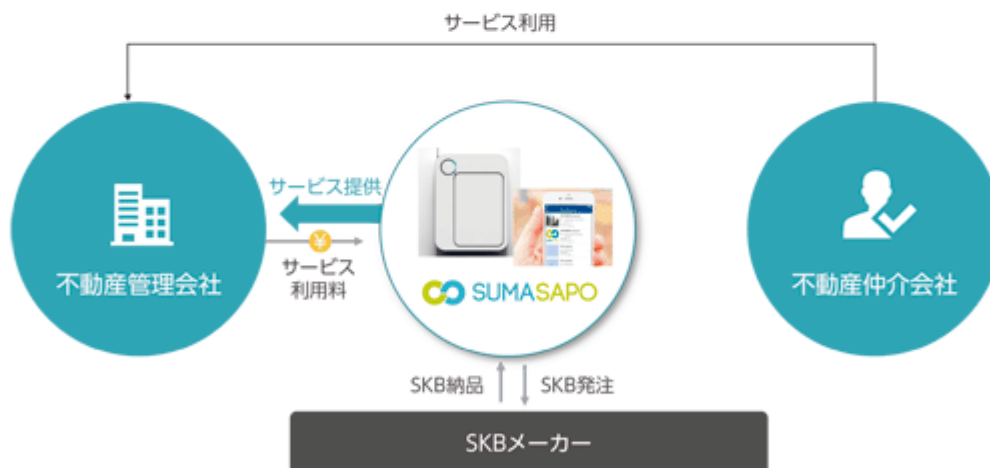 サービス利用
サービス提供
¥
サービス
利用料
不動産管理会社
SUMASAPO
不動産仲介会社
SKB納品
SKB発注
SKBメーカー